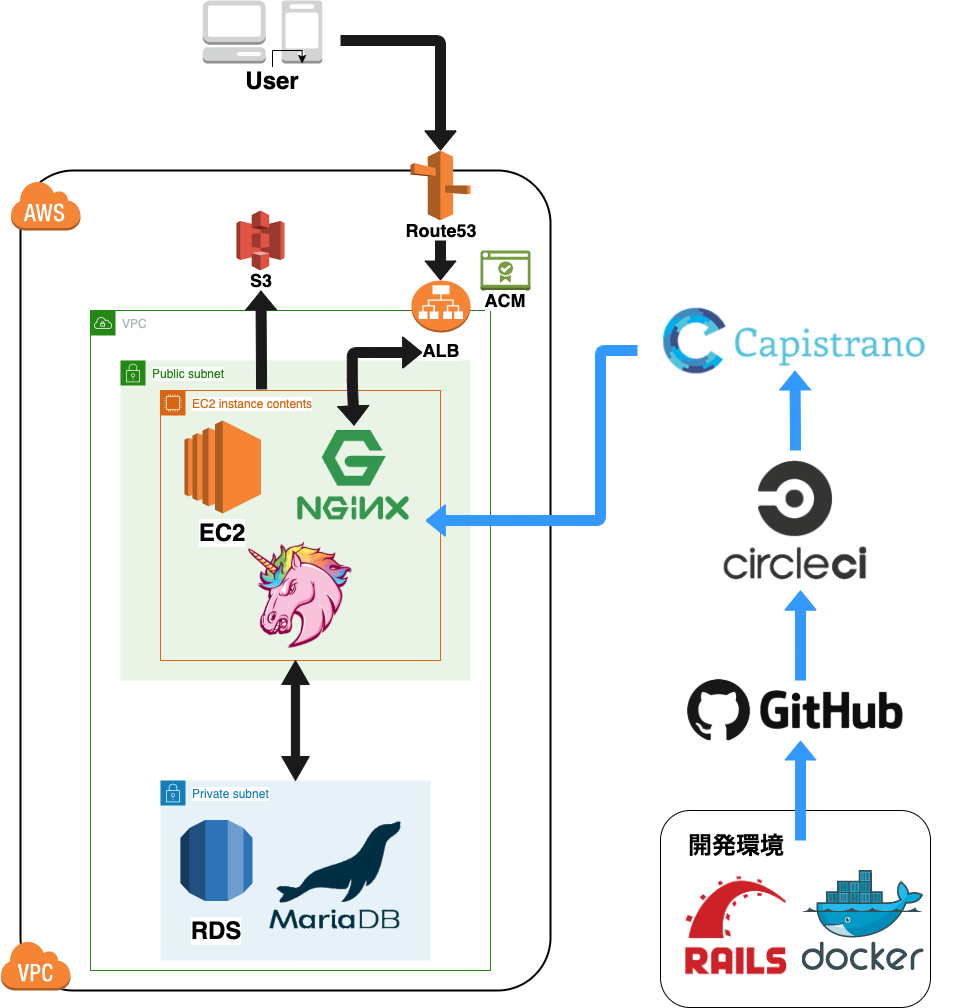 User
AWS
Route53
S3
ACM
VPC
ALB
Public subnet
EC2 instance contents
NGiNX
EC2
Capistrano
circleci
GitHub
Private subnet
RDS
MariaDB
VPC
開発環境
RAILS
docker